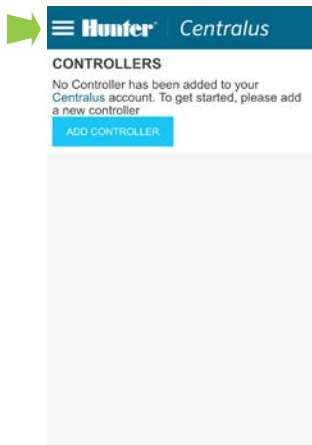 Hunter® Centralus
CONTROLLERS
No Controller has been added to your
Centralus account. To get started, please add
a new controller
ADD CONTROLLER